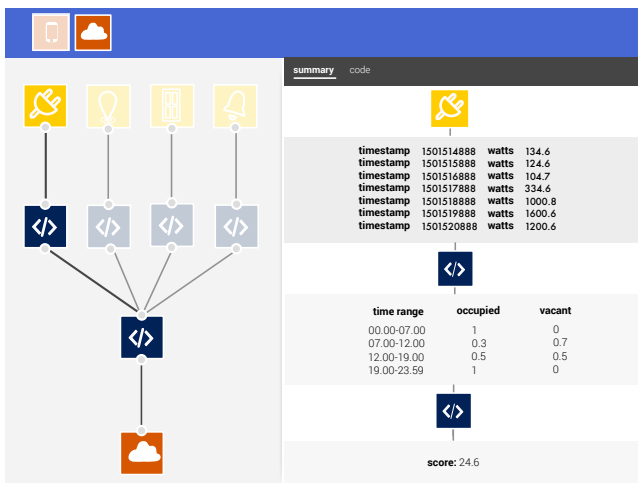 summary code
timestamp 1501514888 watts 134.6
timestamp 1501515888 watts 124.6
timestamp 1501516888 watts 104.7
timestamp 1501517888 watts 334.6
timestamp 1501518888 watts 1000.8
timestamp 1501519888 watts 1600.6
timestamp 1501520888 watts 1200.6
time range occupied vacant
00.00-07.00 1 0
07.00-12.00 0.3 0.7
12.00-19.00 0.5 0.5
19.00-23.59 1 0
score: 24.6